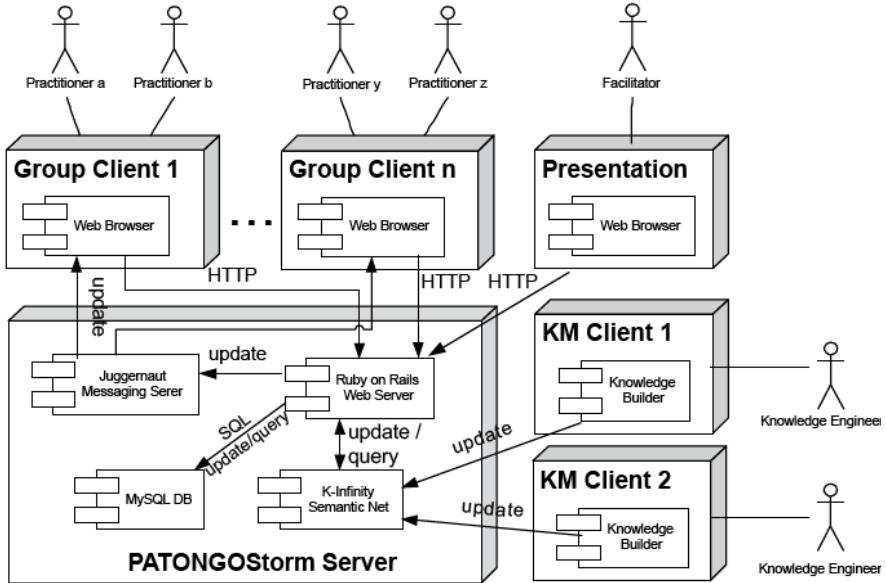 Practitioner a
Practitioner b
Practitioner y
Practitioner z
Facilitator
Group Client 1
Group Client n
Presentation
Web Browser
. . .
Web Browser
Web Browser
HTTP
HTTP
HTTP
update
KM Client 1
Juggernaut
Messaging Serer
update
Ruby on Rails
Web Server
Knowledge
Builder
Knowledge Engineer
SQL
update/query
update /
query
update
MySQL DB
K-Infinity
Semantic Net
update
KM Client 2
Knowledge
Builder
Knowledge Engineer
PATONGOStorm Server